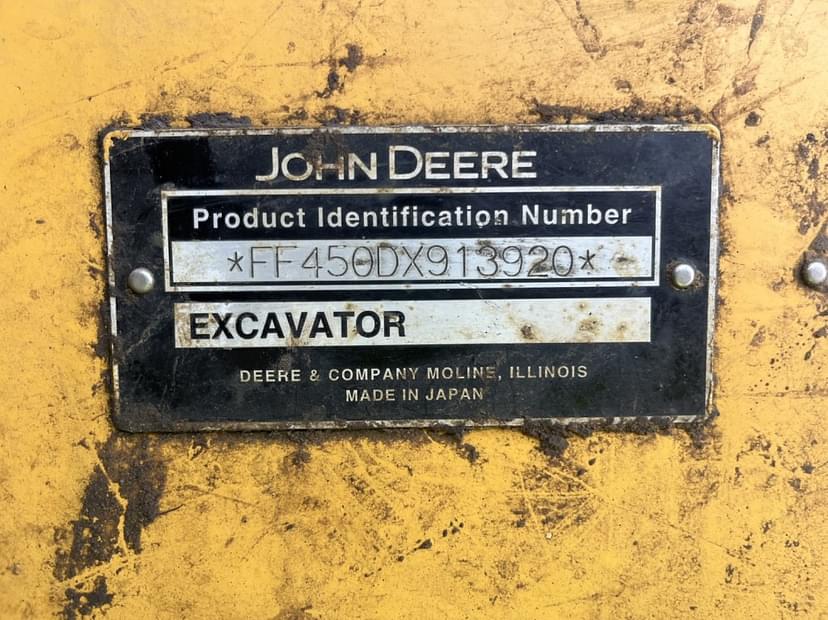 JOHN DEERE
Product Identification Number
*FF450DX913920*
EXCAVATOR
DEERE & COMPANY MOLINE, ILLINOIS
MADE IN JAPAN